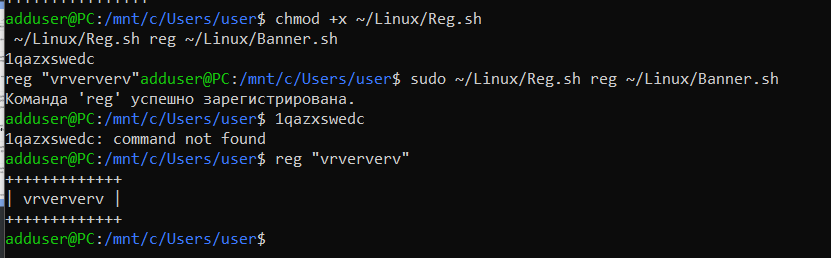 +++++++++++++++
adduser@PC:/mnt/c/Users/user$ chmod +x ~/Linux/Reg.sh
 ~/Linux/Reg.sh reg ~/Linux/Banner.sh
1qazxswedc
reg "vrververv"adduser@PC:/mnt/c/Users/user$ sudo ~/Linux/Reg.sh reg ~/Linux/Banner.sh
Команда 'reg' успешно зарегистрирована.
adduser@PC:/mnt/c/Users/user$ 1qazxswedc
1qazxswedc: command not found
adduser@PC:/mnt/c/Users/user$ reg "vrververv"
+++++++++++++
| vrververv |
+++++++++++++
adduser@PC:/mnt/c/Users/user$